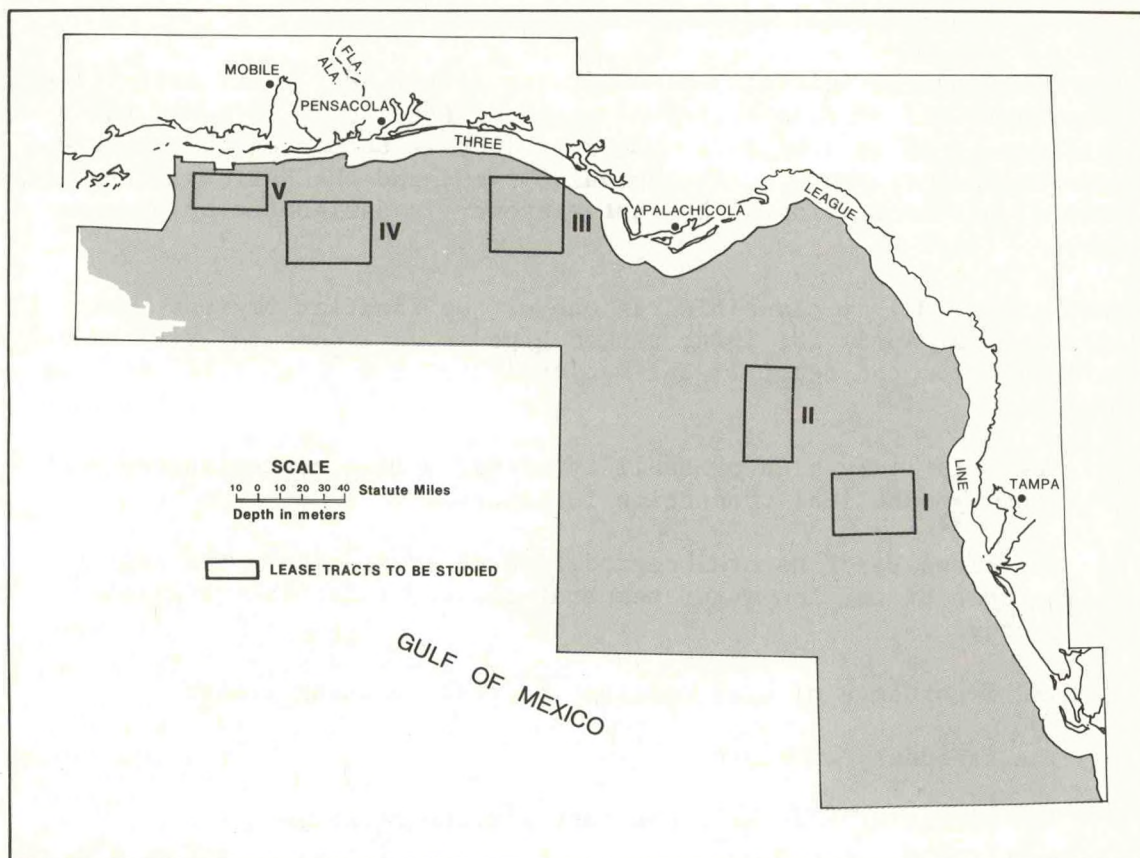 MOBILE
FLA.
ALA.
PENSACOLA
THREE
LEAGUE
APALACHICOLA
V
IV
III
II
LINE
TAMPA
I
SCALE
10 0 10 20 30 40 Statute Miles
Depth in meters
LEASE TRACTS TO BE STUDIED
GULF OF MEXICO